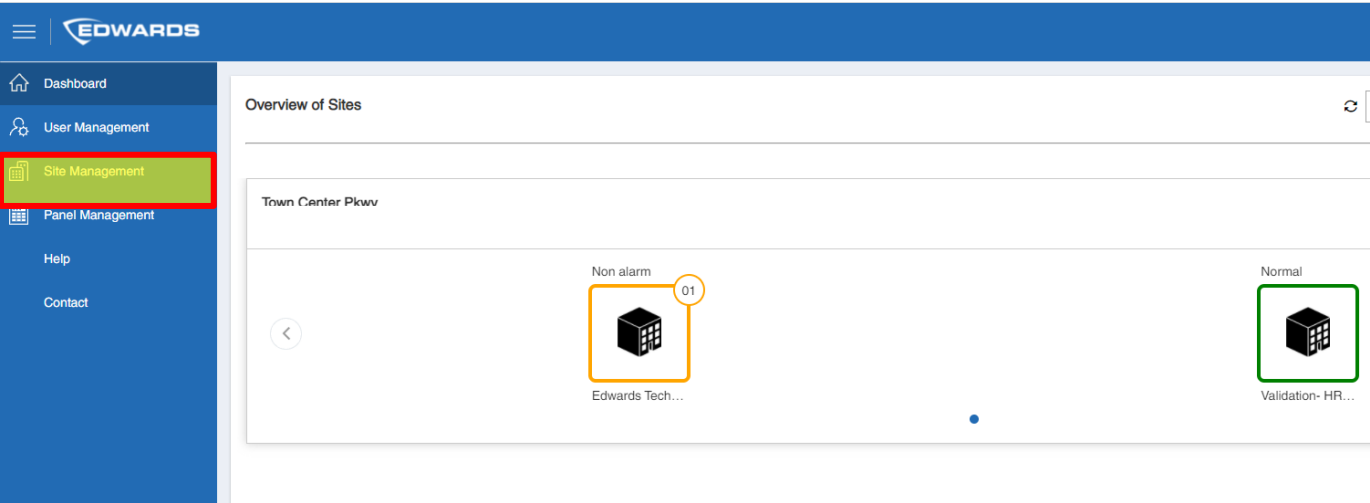 EDWARDS
Dashboard
User Management
Site Management
Panel Management
Help
Contact
Overview of Sites
Town Center Pkwy
Non alarm
01
Edwards Tech...
Normal
Validation- HR...